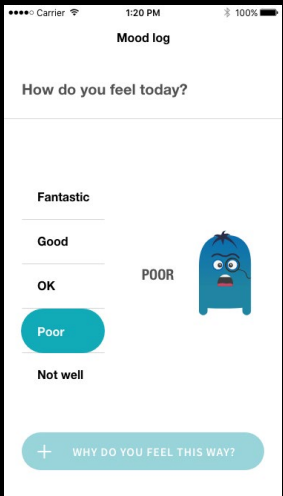 Carrier 1:20 PM 100%
Mood log
How do you feel today?
Fantastic
Good
OK
POOR
Poor
Not well
+ WHY DO YOU FEEL THIS WAY?